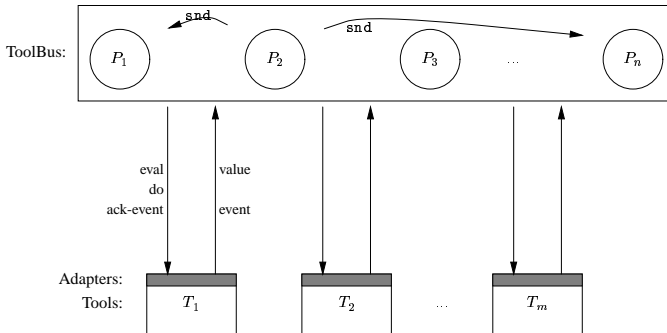 snd
snd
ToolBus:
P1 P2 P3 ... Pn
eval value
do
ack-event event
Adapters:
Tools: T1 T2 ... Tm